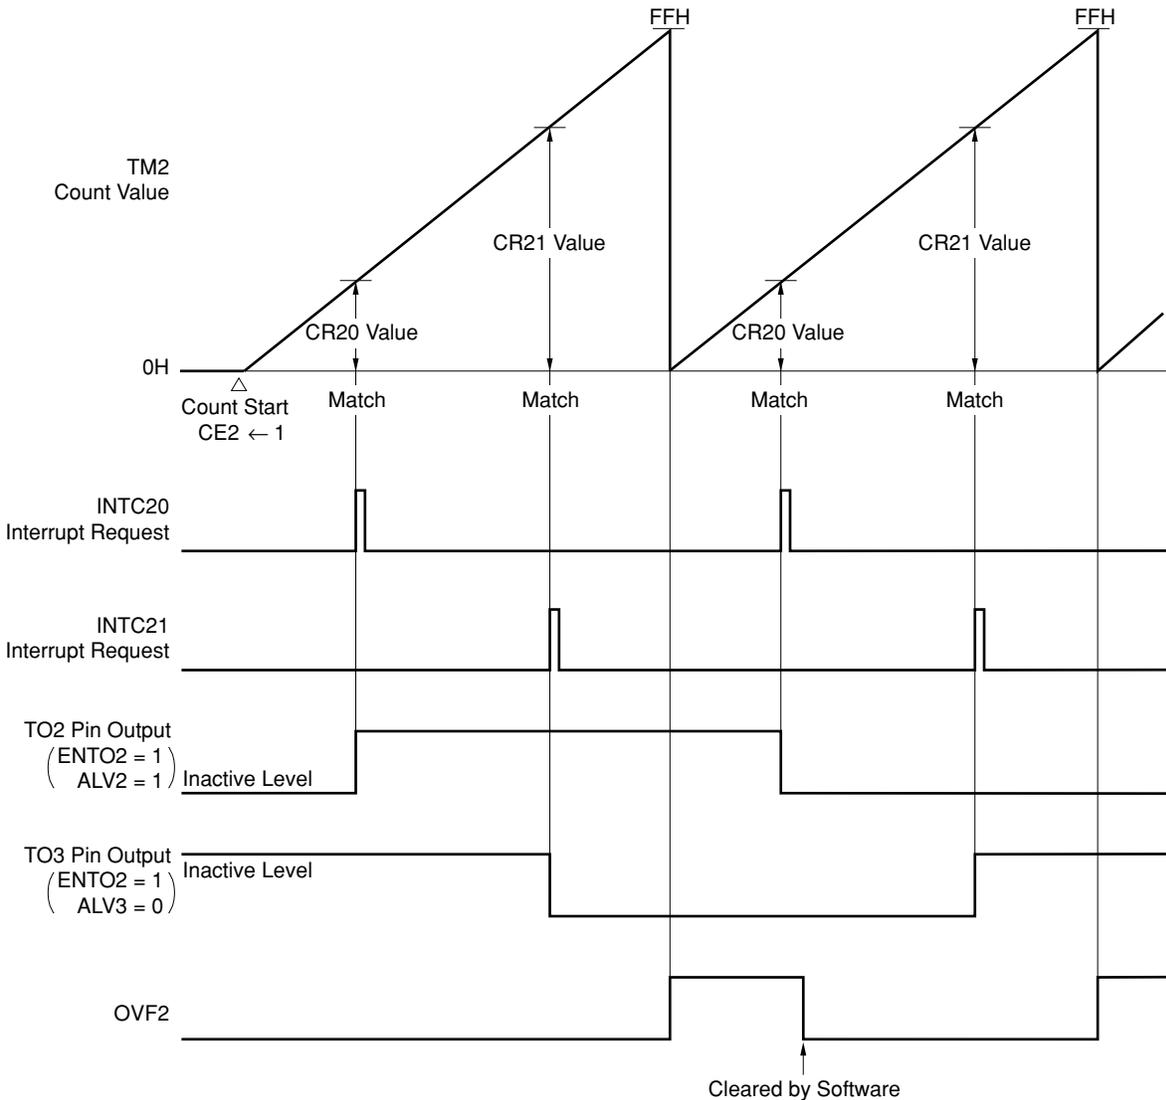 FFH
FFH
TM2
Count Value
CR21 Value
CR21 Value
CR20 Value
CR20 Value
0H
Count Start
CE2 ← 1
Match
Match
Match
Match
INTC20
Interrupt Request
INTC21
Interrupt Request
TO2 Pin Output
(ENTO2 = 1
ALV2 = 1)
Inactive Level
TO3 Pin Output
(ENTO2 = 1
ALV3 = 0)
Inactive Level
OVF2
Cleared by Software